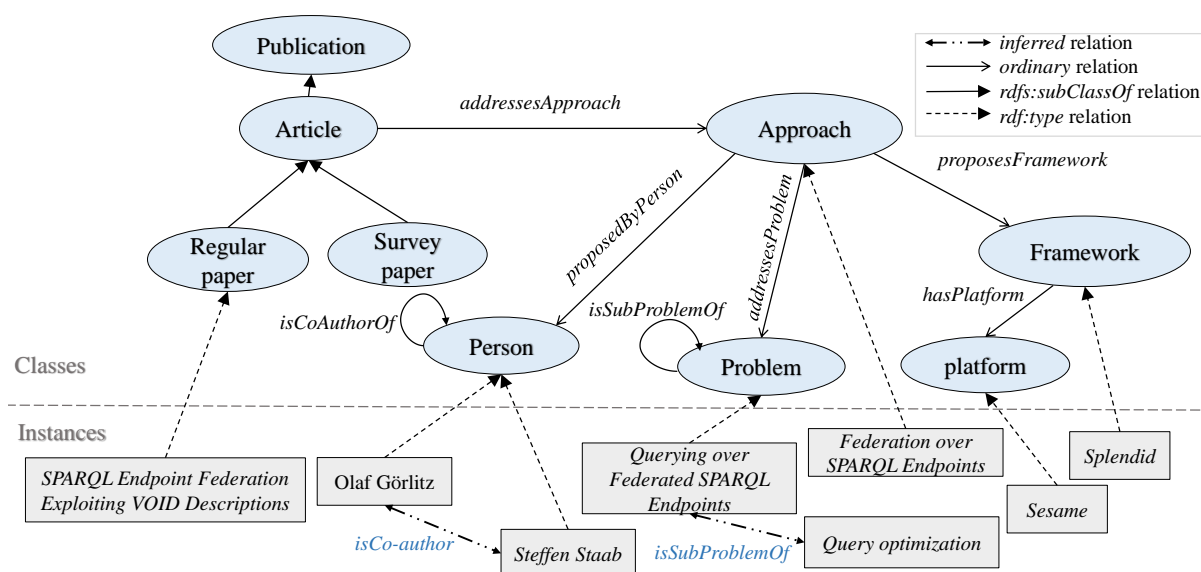 Publication
inferred relation
ordinary relation
rdfs:subClassOf relation
rdf:type relation
addressesApproach
Article
Approach
proposesFramework
proposedByPerson
addressesProblem
Regular
paper
Survey
paper
Framework
hasPlatform
isCoAuthorOf
isSubProblemOf
Person
Problem
platform
Classes
Instances
SPARQL Endpoint Federation
Exploiting VOID Descriptions
Olaf Görlitz
Querying over
Federated SPARQL
Endpoints
Federation over
SPARQL Endpoints
Splendid
Sesame
isCo-author
Steffen Staab
isSubProblemOf
Query optimization